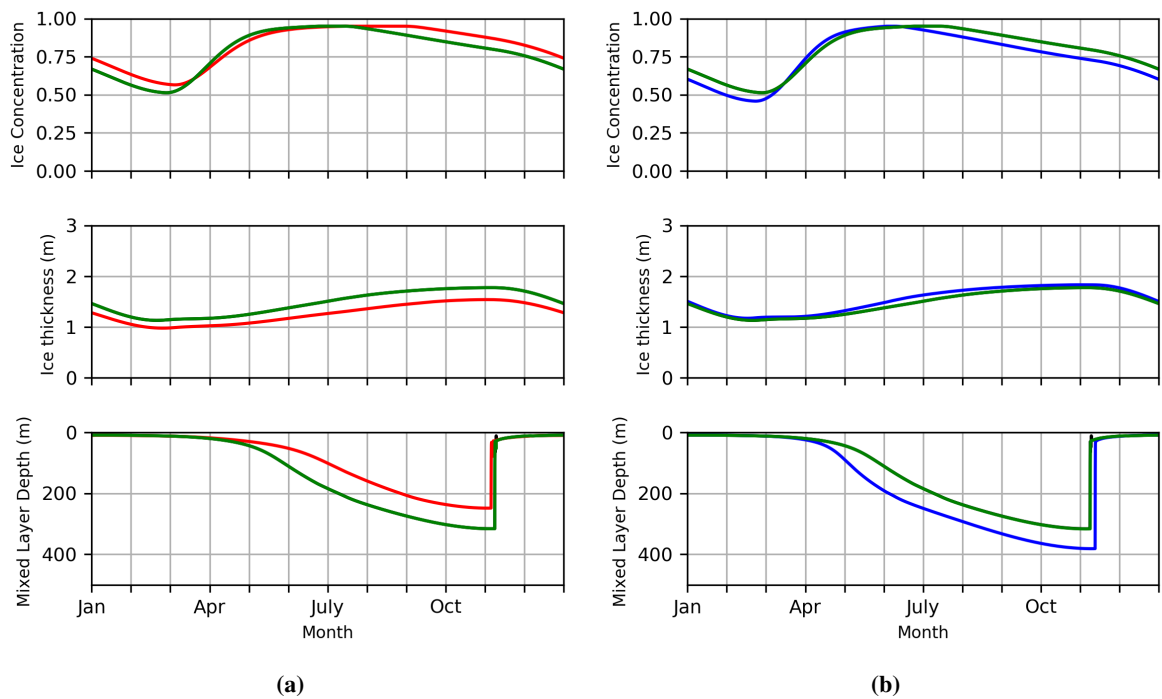 1.00
0.75
0.50
0.25
0.00
Ice Concentration
3
2
1
0
Ice thickness (m)
0
200
400
Mixed Layer Depth (m)
Jan Apr July Oct
Month
(a)
1.00
0.75
0.50
0.25
0.00
Ice Concentration
3
2
1
0
Ice thickness (m)
0
200
400
Mixed Layer Depth (m)
Jan Apr July Oct
Month
(b)